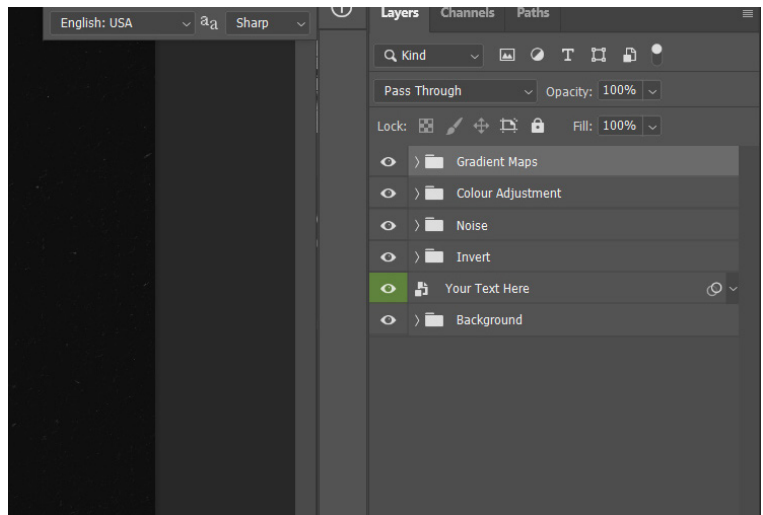 English: USA
aa
Sharp
Layers Channels Paths
Kind
T
Pass Through
Opacity: 100%
Lock:
Fill: 100%
Gradient Maps
Colour Adjustment
Noise
Invert
Your Text Here
Background